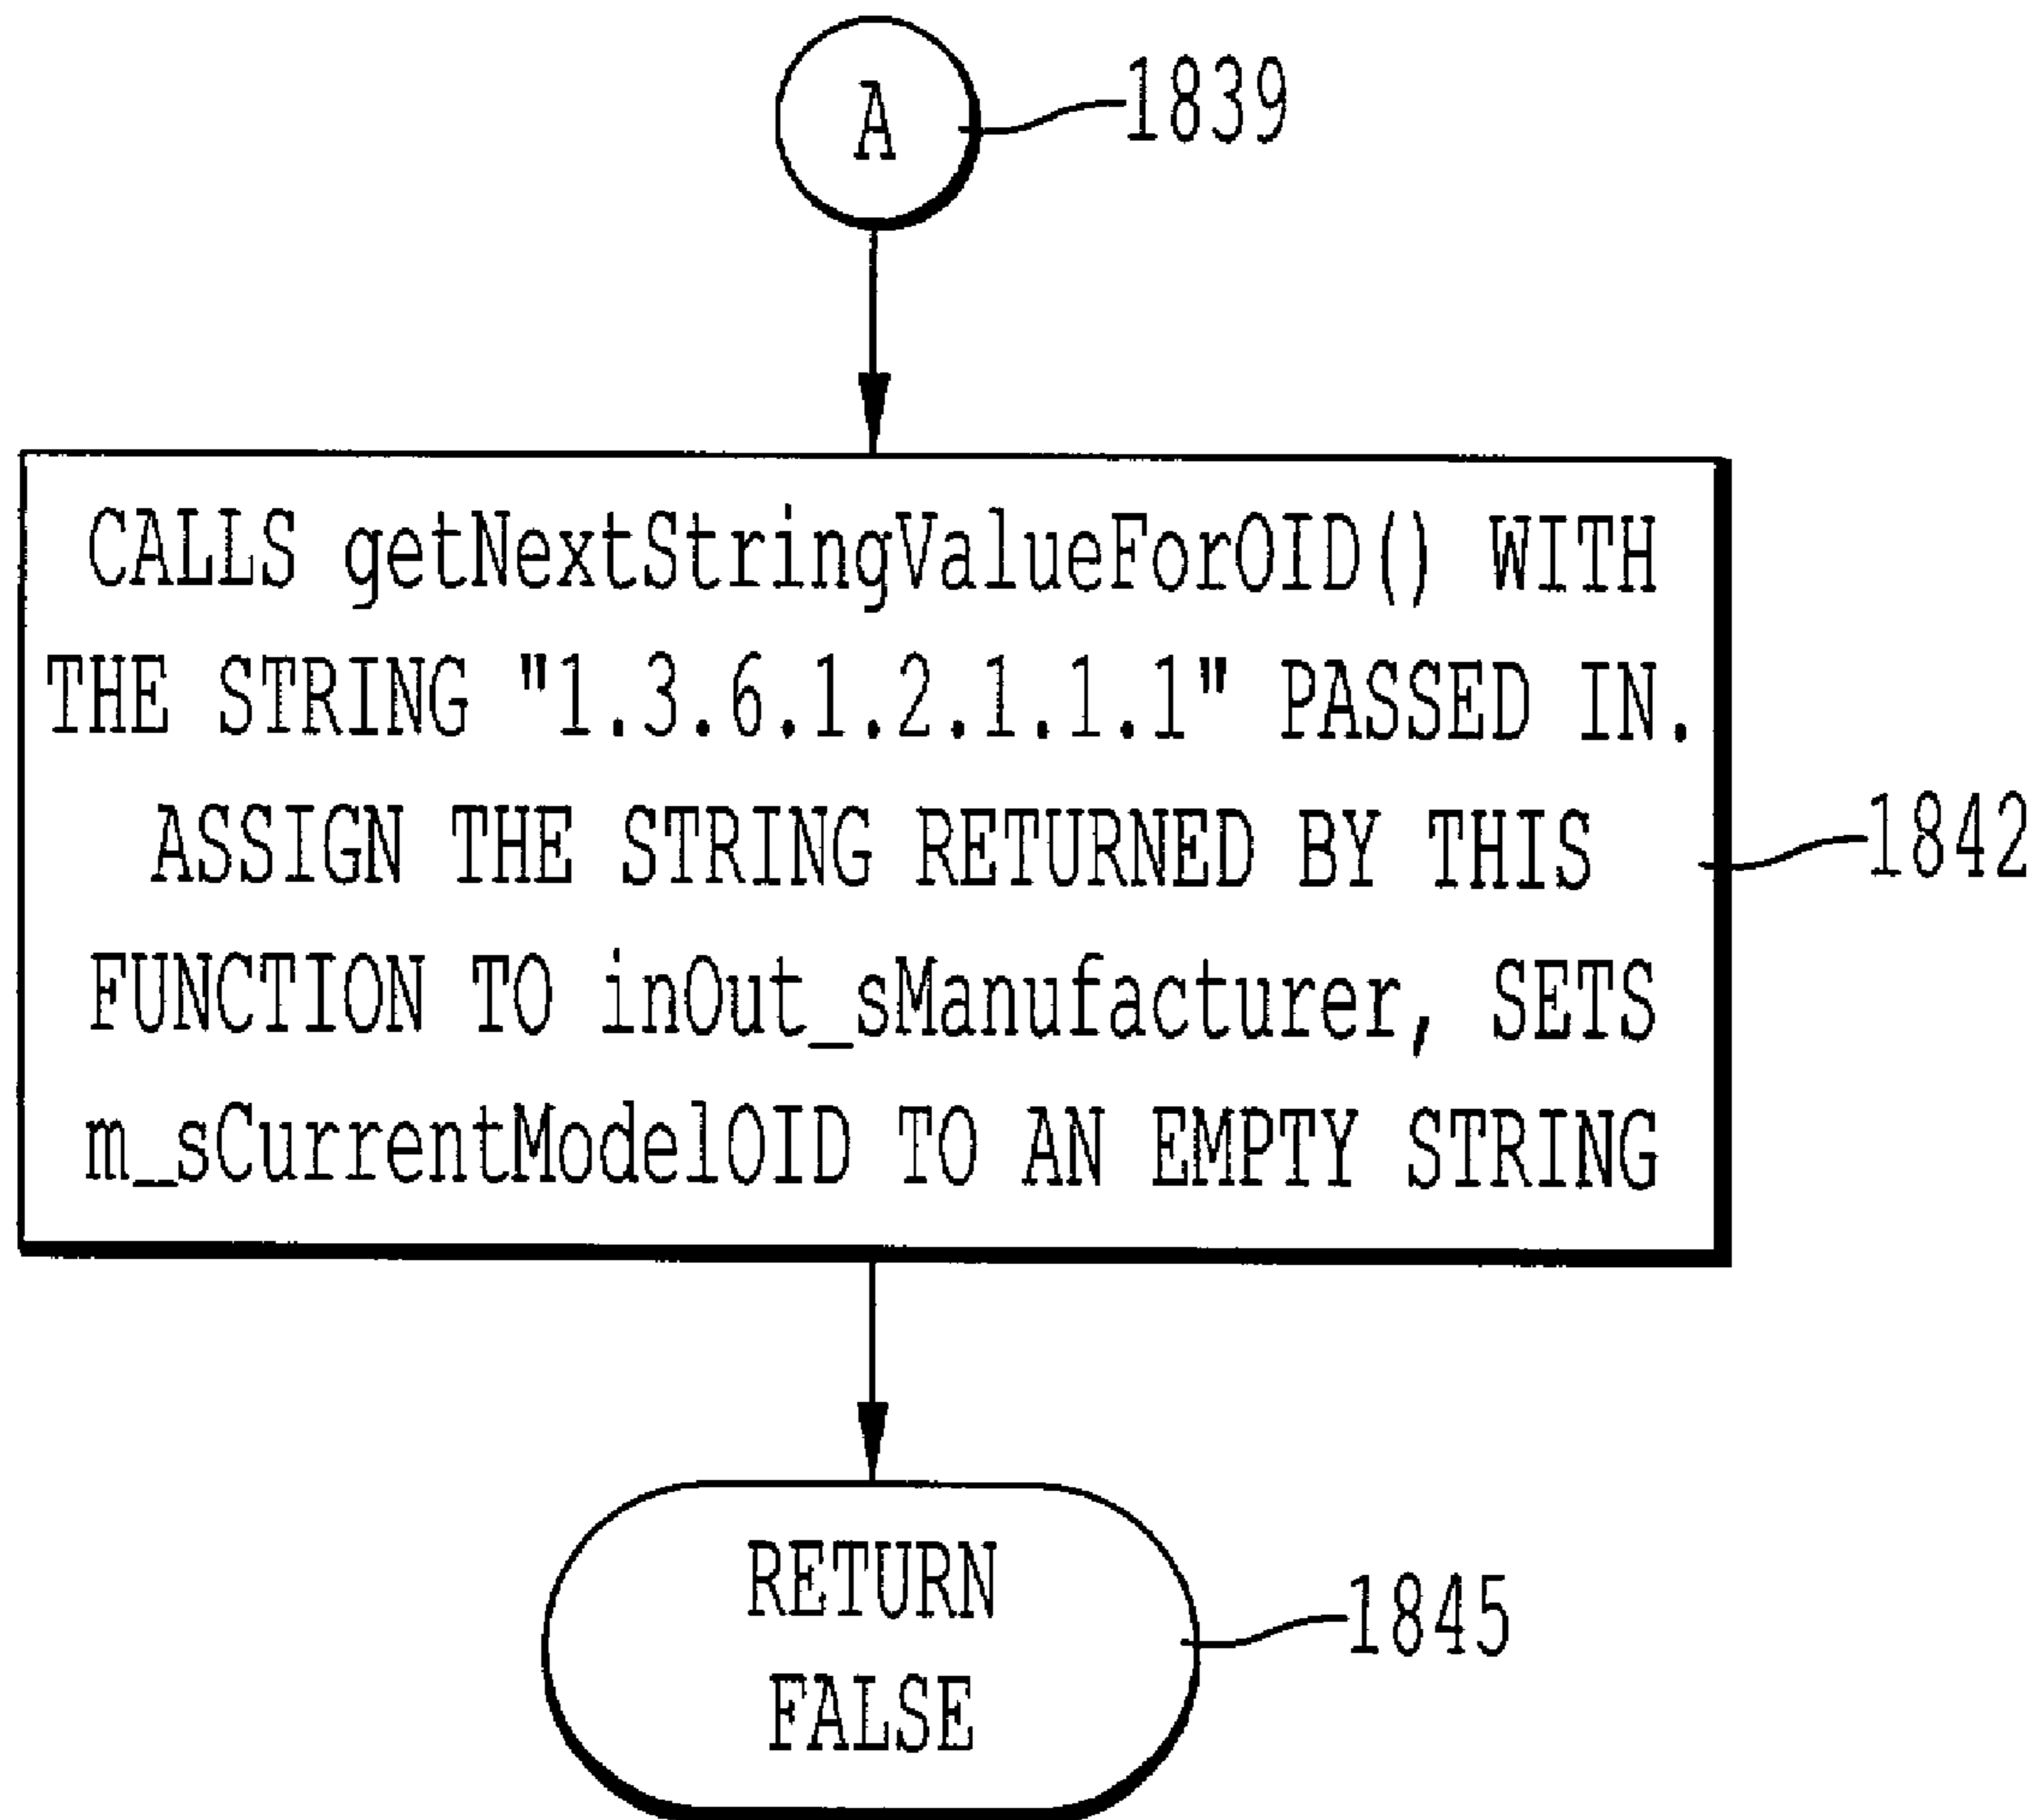 A
1839
CALLS getNextStringValueForOID() WITH
THE STRING "1.3.6.1.2.1.1.1" PASSED IN.
ASSIGN THE STRING RETURNED BY THIS
FUNCTION TO inOut_sManufacturer, SETS
m_sCurrentModelOID TO AN EMPTY STRING
1842
RETURN
FALSE
1845